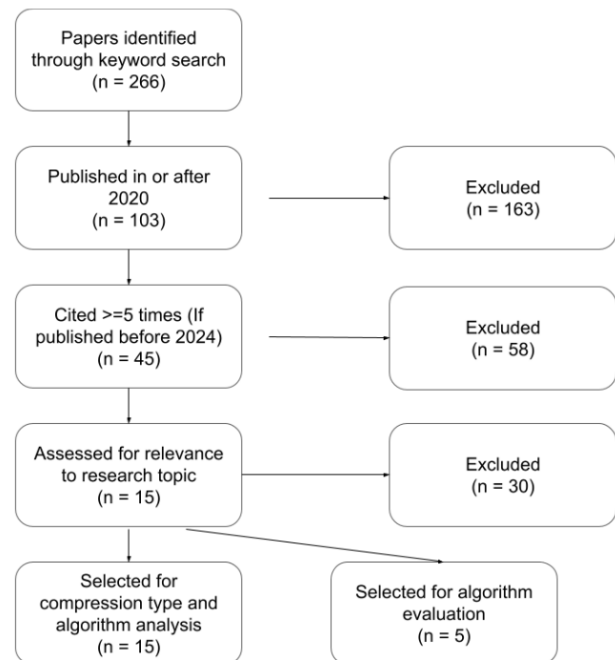 Papers identified
through keyword search
(n = 266)
Published in or after
2020
(n = 103)
Excluded
(n = 163)
Cited >=5 times (If
published before 2024)
(n = 45)
Excluded
(n = 58)
Assessed for relevance
to research topic
(n = 15)
Excluded
(n = 30)
Selected for
compression type and
algorithm analysis
(n = 15)
Selected for algorithm
evaluation
(n = 5)